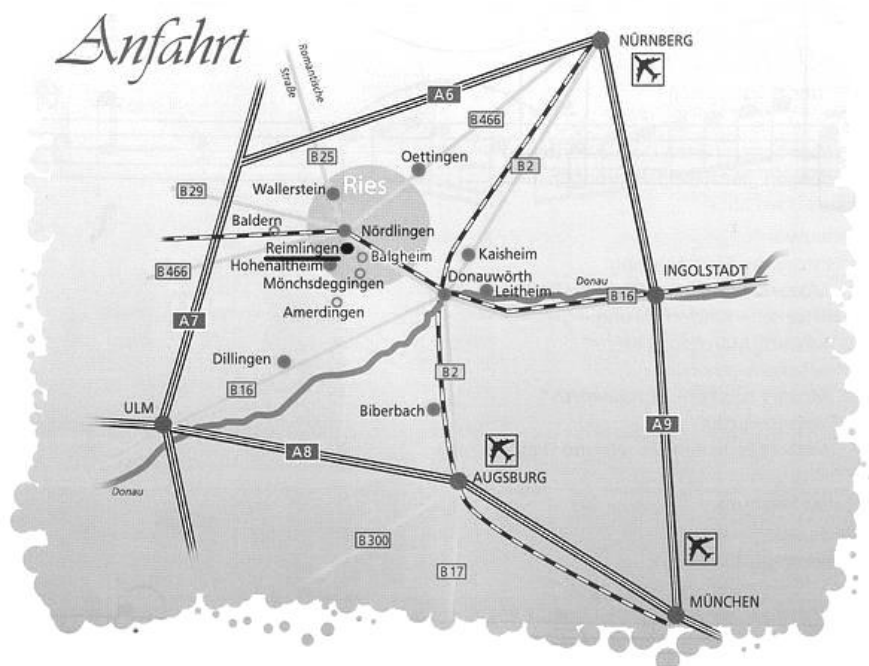 Anfahrt
NÜRNBERG
Romantische
Straße
A6
B466
B25
Oettingen
B2
B29
Wallerstein
Ries
Baldern
Nördlingen
Reimlingen
Balgheim
Kaisheim
B466
Hohenaltheim
Donauwörth
Donau
INGOLSTADT
Mönchsdeggingen
Leitheim
B16
Amerdingen
A7
Dillingen
B2
B16
ULM
Biberbach
A9
A8
AUGSBURG
Donau
B300
B17
MÜNCHEN